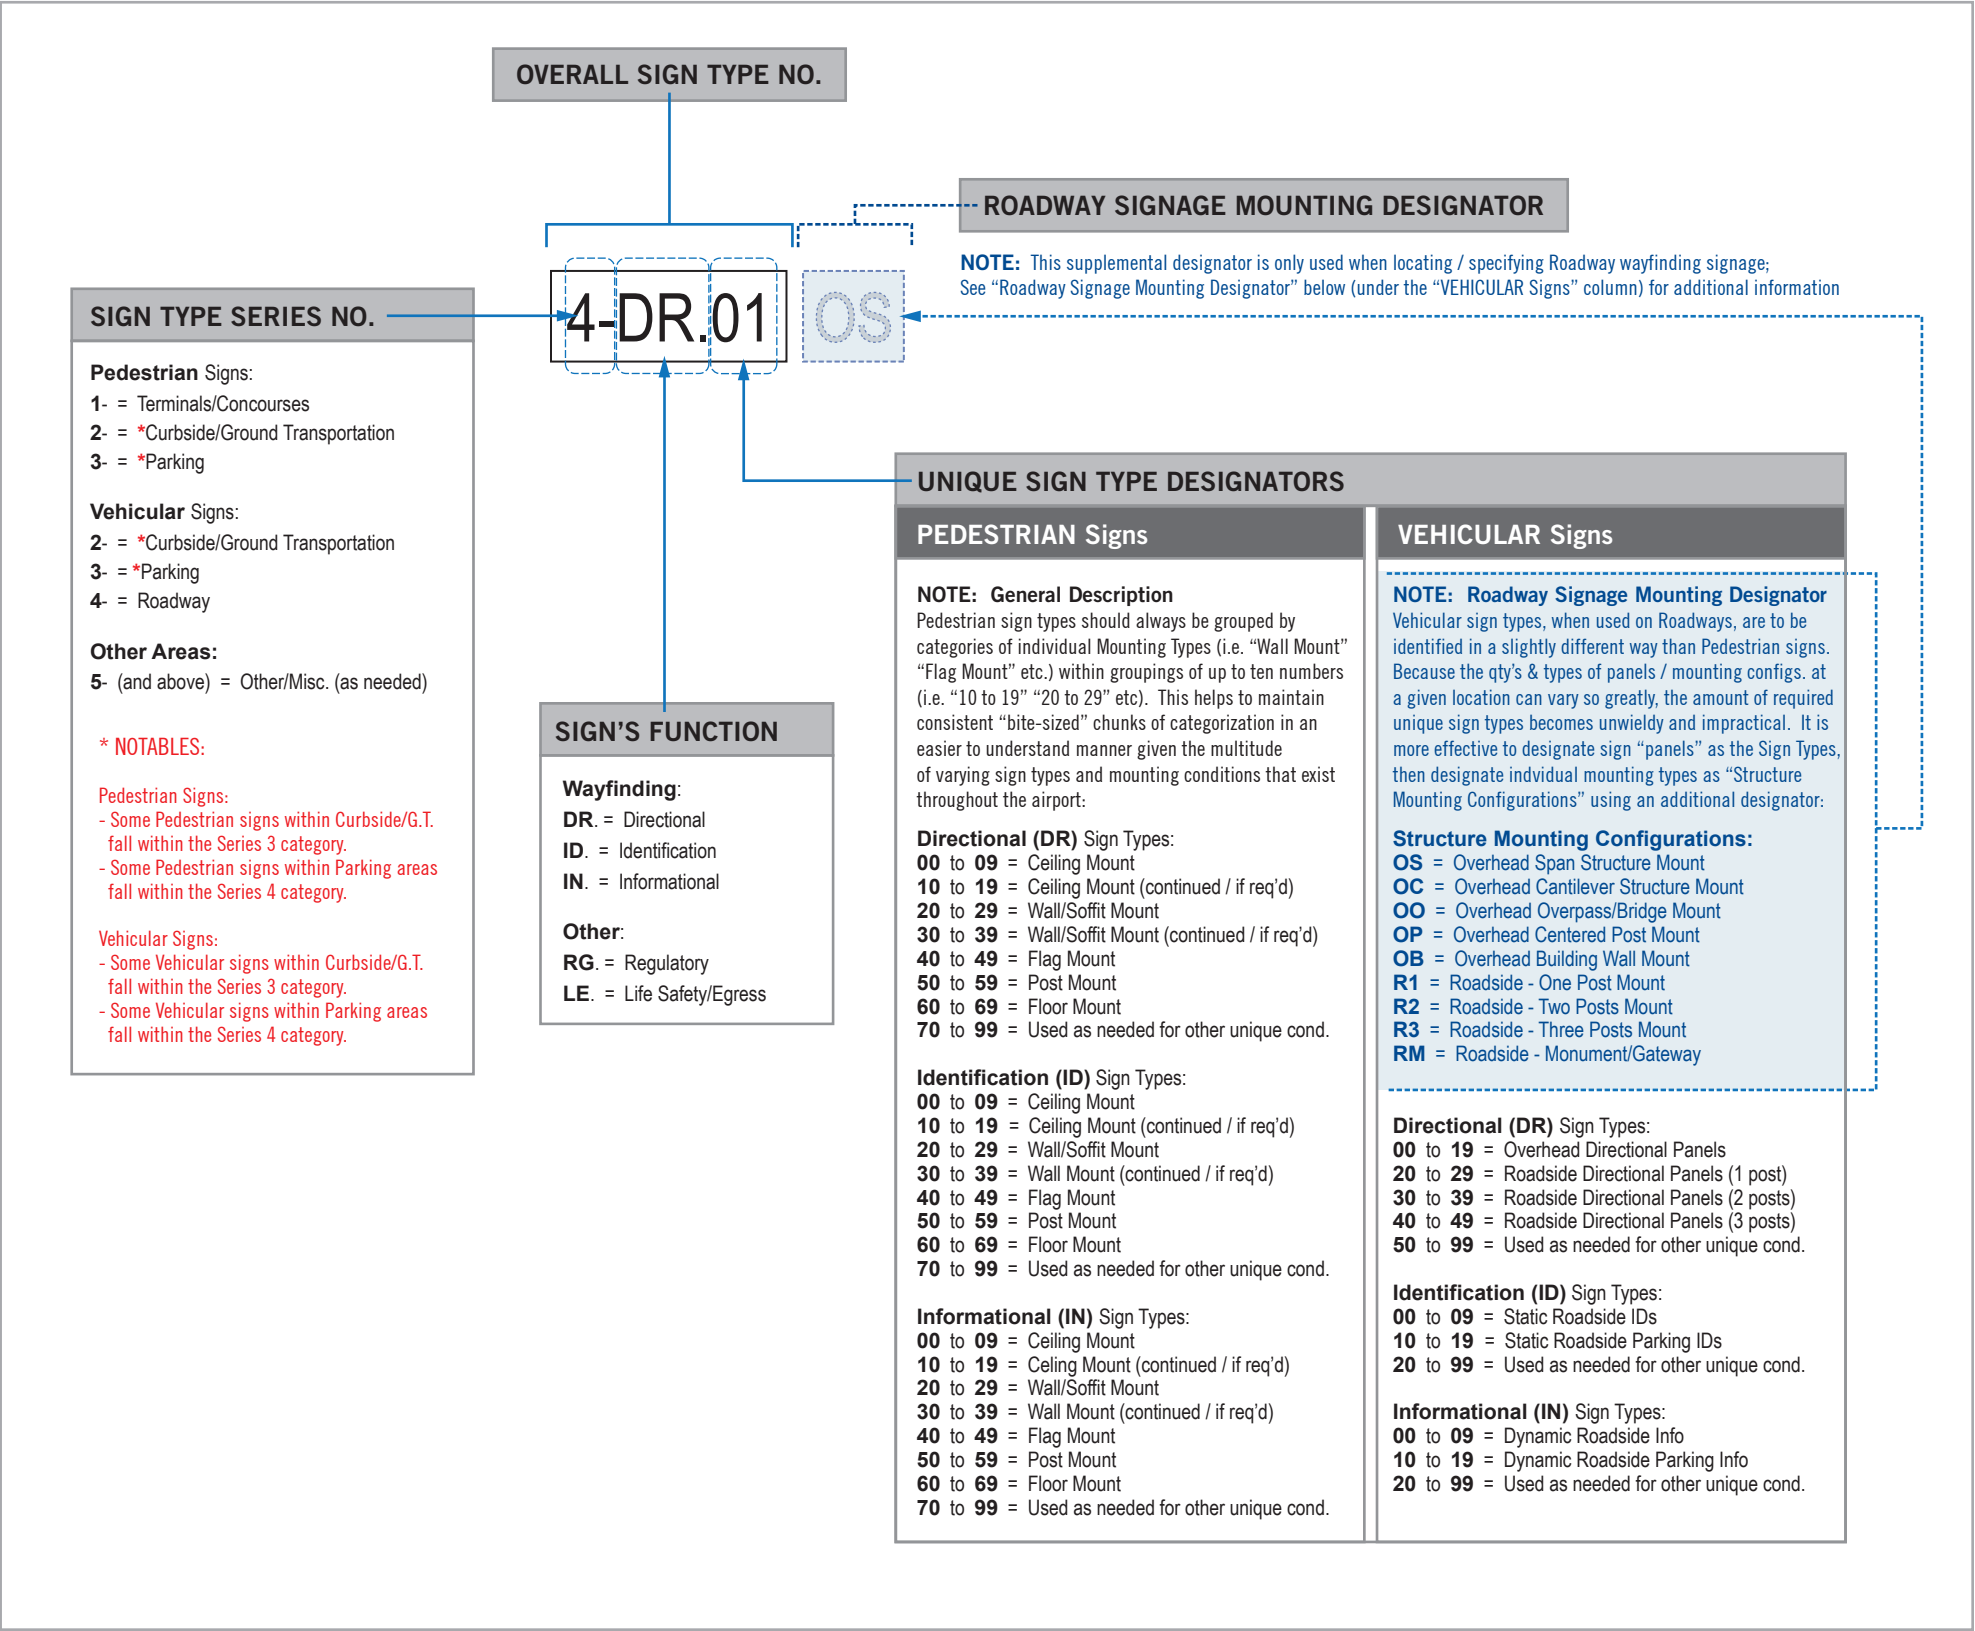 OVERALL SIGN TYPE NO.
ROADWAY SIGNAGE MOUNTING DESIGNATOR
NOTE: This supplemental designator is only used when locating / specifying Roadway wayfinding signage;
See “Roadway Signage Mounting Designator” below (under the “VEHICULAR Signs” column) for additional information
4-DR.01
OS
SIGN TYPE SERIES NO.
Pedestrian Signs:
1- = Terminals/Concourses
2- = *Curbside/Ground Transportation
3- = *Parking
Vehicular Signs:
2- = *Curbside/Ground Transportation
3- = *Parking
4- = Roadway
Other Areas:
5- (and above) = Other/Misc. (as needed)
* NOTABLES:
Pedestrian Signs:
- Some Pedestrian signs within Curbside/G.T.
fall within the Series 3 category.
- Some Pedestrian signs within Parking areas
fall within the Series 4 category.
Vehicular Signs:
- Some Vehicular signs within Curbside/G.T.
fall within the Series 3 category.
- Some Vehicular signs within Parking areas
fall within the Series 4 category.
SIGN’S FUNCTION
Wayfinding:
DR. = Directional
ID. = Identification
IN. = Informational
Other:
RG. = Regulatory
LE. = Life Safety/Egress
UNIQUE SIGN TYPE DESIGNATORS
PEDESTRIAN Signs
NOTE: General Description
Pedestrian sign types should always be grouped by
categories of individual Mounting Types (i.e. “Wall Mount”
“Flag Mount” etc.) within groupings of up to ten numbers
(i.e. “10 to 19” “20 to 29” etc). This helps to maintain
consistent “bite-sized” chunks of categorization in an
easier to understand manner given the multitude
of varying sign types and mounting conditions that exist
throughout the airport:
Directional (DR) Sign Types:
00 to 09 = Ceiling Mount
10 to 19 = Ceiling Mount (continued / if req’d)
20 to 29 = Wall/Soffit Mount
30 to 39 = Wall/Soffit Mount (continued / if req’d)
40 to 49 = Flag Mount
50 to 59 = Post Mount
60 to 69 = Floor Mount
70 to 99 = Used as needed for other unique cond.
Identification (ID) Sign Types:
00 to 09 = Ceiling Mount
10 to 19 = Ceiling Mount (continued / if req’d)
20 to 29 = Wall/Soffit Mount
30 to 39 = Wall Mount (continued / if req’d)
40 to 49 = Flag Mount
50 to 59 = Post Mount
60 to 69 = Floor Mount
70 to 99 = Used as needed for other unique cond.
Informational (IN) Sign Types:
00 to 09 = Ceiling Mount
10 to 19 = Celing Mount (continued / if req’d)
20 to 29 = Wall/Soffit Mount
30 to 39 = Wall Mount (continued / if req’d)
40 to 49 = Flag Mount
50 to 59 = Post Mount
60 to 69 = Floor Mount
70 to 99 = Used as needed for other unique cond.
VEHICULAR Signs
NOTE: Roadway Signage Mounting Designator
Vehicular sign types, when used on Roadways, are to be
identified in a slightly different way than Pedestrian signs.
Because the qty’s & types of panels / mounting configs. at
a given location can vary so greatly, the amount of required
unique sign types becomes unwieldy and impractical. It is
more effective to designate sign “panels” as the Sign Types,
then designate indvidual mounting types as “Structure
Mounting Configurations” using an additional designator:
Structure Mounting Configurations:
OS = Overhead Span Structure Mount
OC = Overhead Cantilever Structure Mount
OO = Overhead Overpass/Bridge Mount
OP = Overhead Centered Post Mount
OB = Overhead Building Wall Mount
R1 = Roadside - One Post Mount
R2 = Roadside - Two Posts Mount
R3 = Roadside - Three Posts Mount
RM = Roadside - Monument/Gateway
Directional (DR) Sign Types:
00 to 19 = Overhead Directional Panels
20 to 29 = Roadside Directional Panels (1 post)
30 to 39 = Roadside Directional Panels (2 posts)
40 to 49 = Roadside Directional Panels (3 posts)
50 to 99 = Used as needed for other unique cond.
Identification (ID) Sign Types:
00 to 09 = Static Roadside IDs
10 to 19 = Static Roadside Parking IDs
20 to 99 = Used as needed for other unique cond.
Informational (IN) Sign Types:
00 to 09 = Dynamic Roadside Info
10 to 19 = Dynamic Roadside Parking Info
20 to 99 = Used as needed for other unique cond.